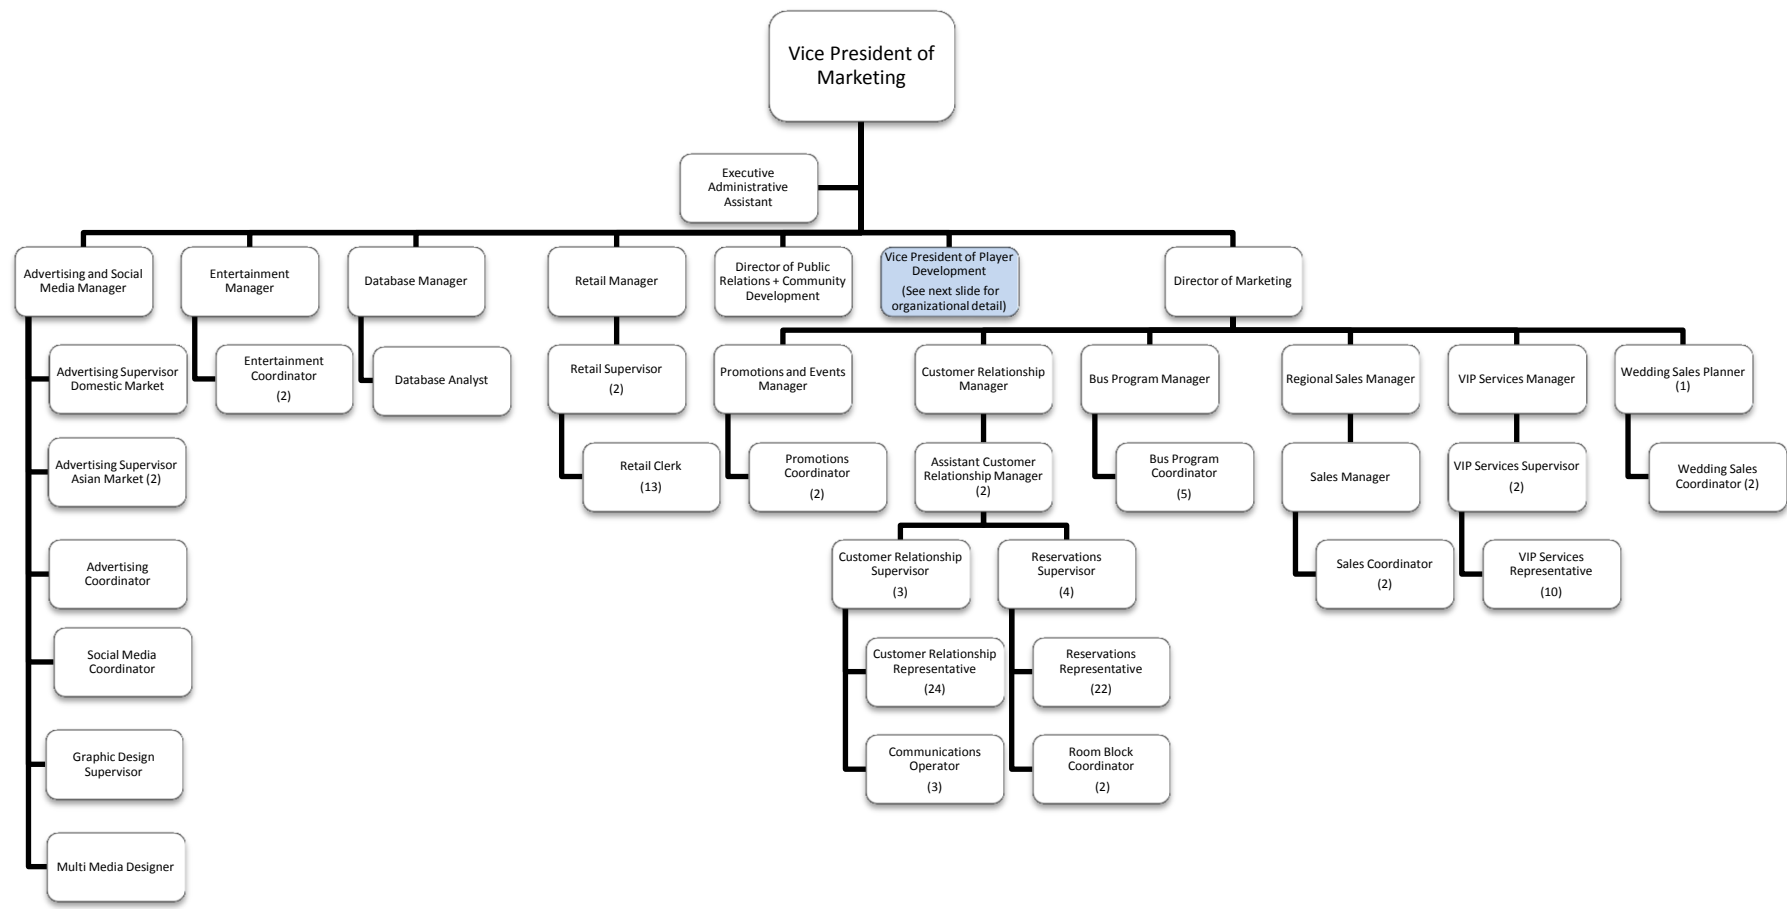 Vice President of
Marketing
Executive
Administrative
Assistant
Advertising and Social
Media Manager
Entertainment
Manager
Database Manager
Retail Manager
Director of Public
Relations + Community
Development
Vice President of Player
Development
(See next slide for
organizational detail)
Director of Marketing
Advertising Supervisor
Domestic Market
Entertainment
Coordinator
(2)
Database Analyst
Retail Supervisor
(2)
Promotions and Events
Manager
Customer Relationship
Manager
Bus Program Manager
Regional Sales Manager
VIP Services Manager
Wedding Sales Planner
(1)
Advertising Supervisor
Asian Market (2)
Retail Clerk
(13)
Promotions
Coordinator
(2)
Assistant Customer
Relationship Manager
(2)
Bus Program
Coordinator
(5)
Sales Manager
VIP Services Supervisor
(2)
Wedding Sales
Coordinator (2)
Advertising
Coordinator
Customer Relationship
Supervisor
(3)
Reservations
Supervisor
(4)
Sales Coordinator
(2)
VIP Services
Representative
(10)
Social Media
Coordinator
Customer Relationship
Representative
(24)
Reservations
Representative
(22)
Graphic Design
Supervisor
Communications
Operator
(3)
Room Block
Coordinator
(2)
Multi Media Designer